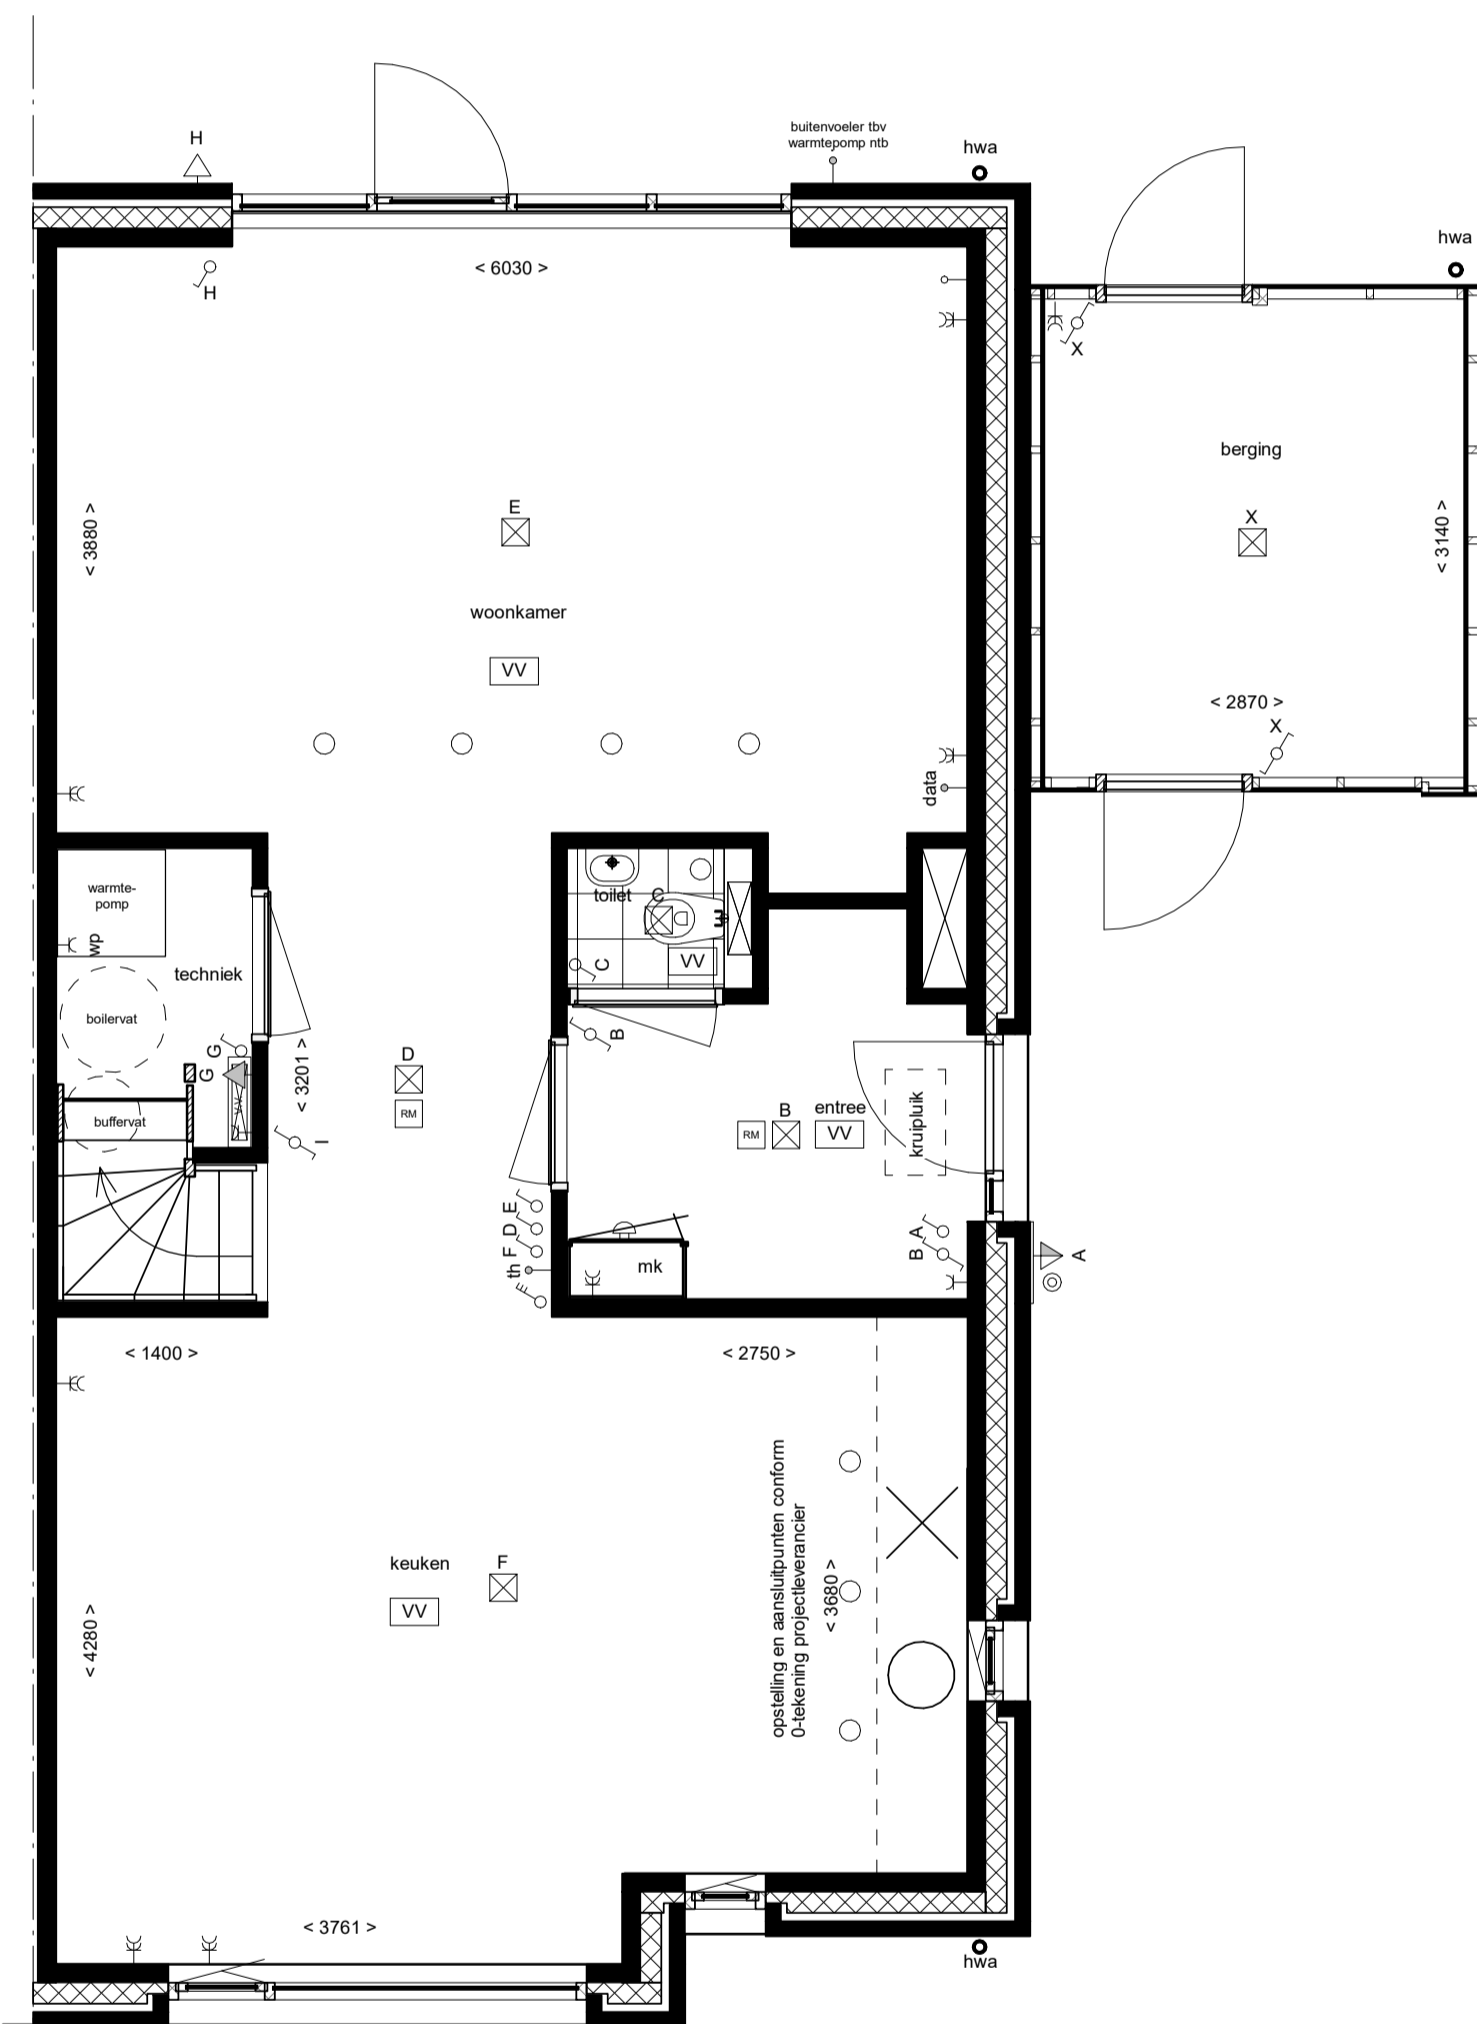 buitenvoeler tbv
warmtepomp ntb
H
hwa
hwa
H
< 6030 >
X
berging
E
< 3880 >
< 3140 >
X
woonkamer
VV
< 2870 >
X
data
warmte-
pomp
wp
techniek
toilet
C
VV
C
boilervat
B
G
G
< 3201 >
D
RM
buffervat
I
RM
B
entree
VV
kruipluik
E
D
F
th
mk
A
B
A
< 1400 >
< 2750 >
opstelling en aansluitpunten conform
0-tekening projectleverancier
keuken
F
VV
< 3680 >
< 4280 >
< 3761 >
hwa